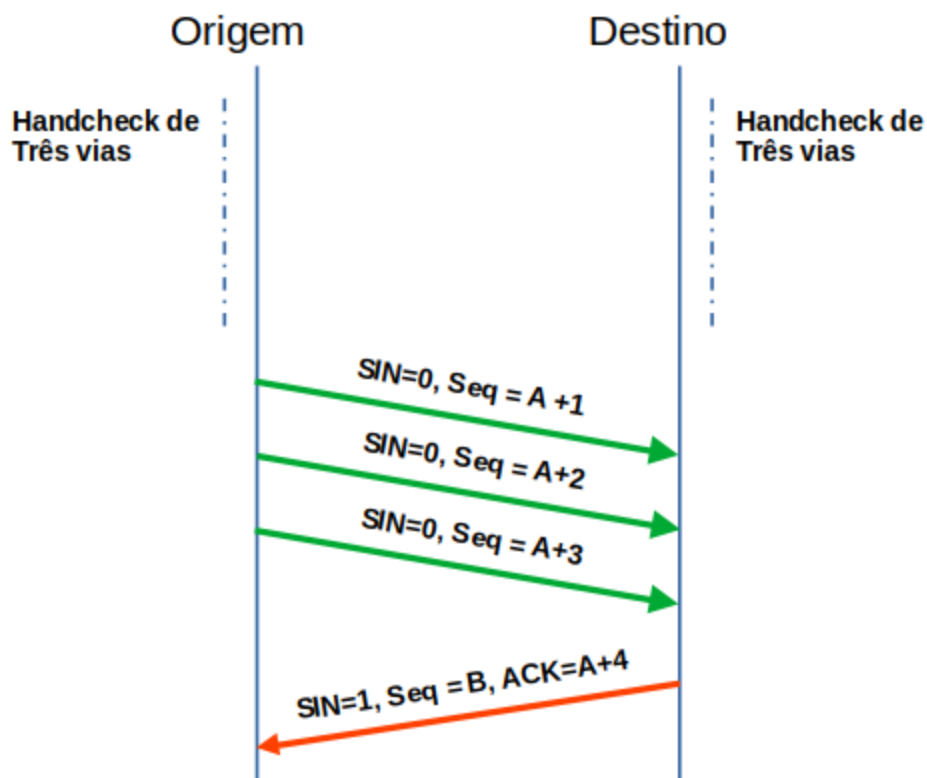 Origem
Destino
Handcheck de
Três vias
Handcheck de
Três vias
SIN=0, Seq = A +1
SIN=0, Seq = A+2
SIN=0, Seq = A+3
SIN=1, Seq = B, ACK=A+4